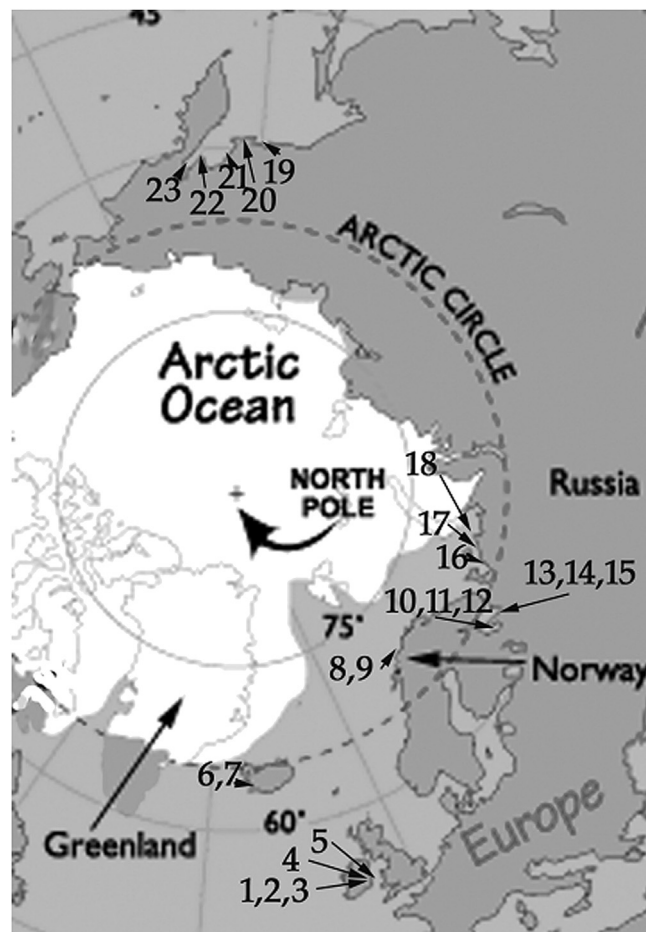 45
23
22
21
20
19
ARCTIC CIRCLE
Arctic
Ocean
NORTH
POLE
18
Russia
17
16
13,14,15
10,11,12
75°
8,9
Norway
6,7
60°
Greenland
Europe
5
4
1,2,3